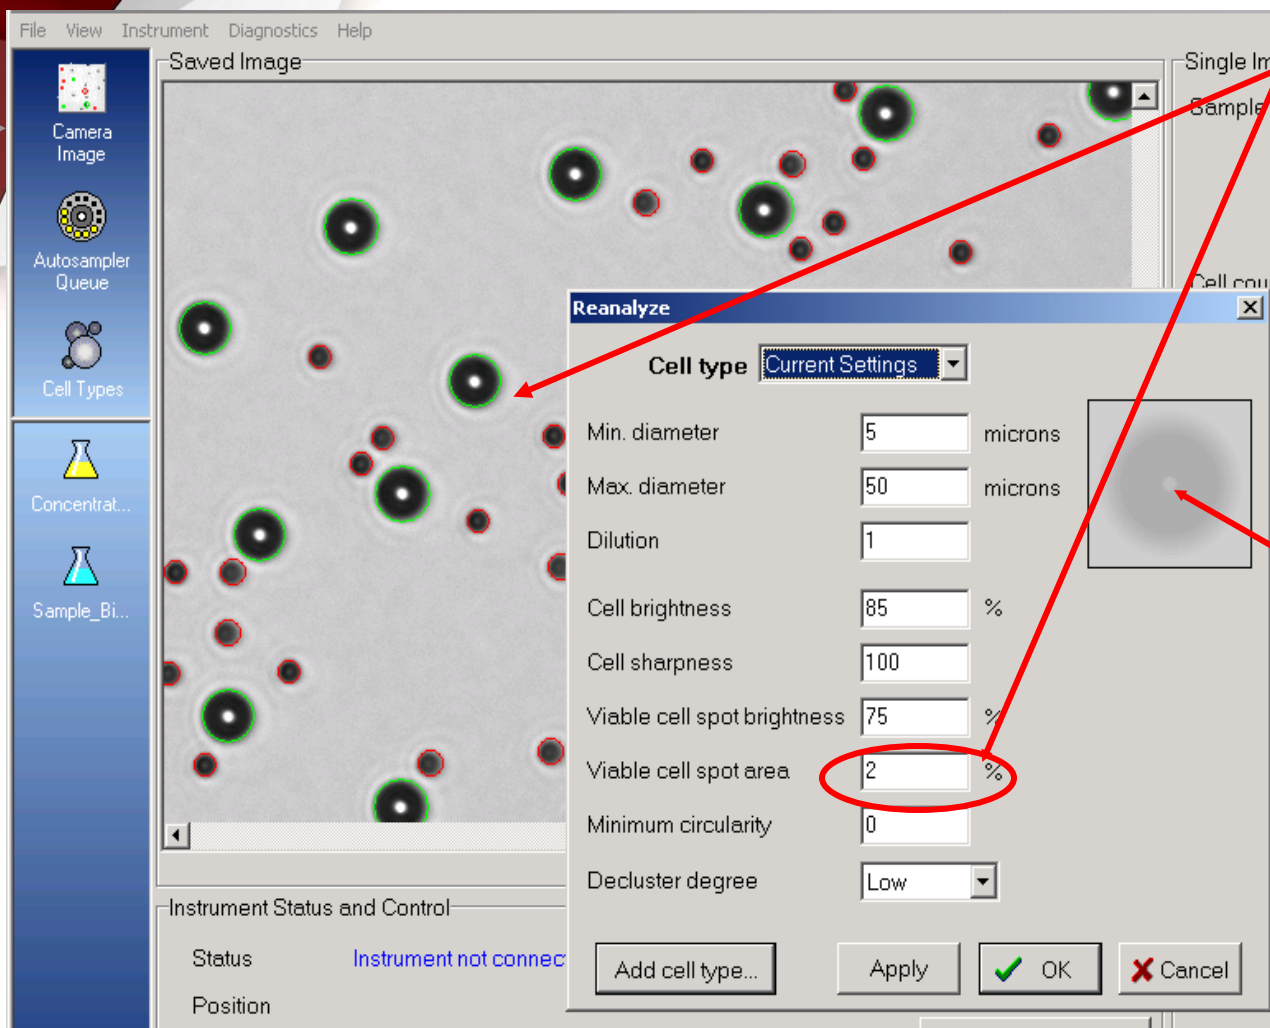 File View Instrument Diagnostics Help
Camera
Image
Autosampler
Queue
Cell Types
Concentrat...
Sample_Bi...
Saved Image
Single Im
Sample
Cell cou
Reanalyze
Cell type Current Settings
Min. diameter 5 microns
Max. diameter 50 microns
Dilution 1
Cell brightness 85 %
Cell sharpness 100
Viable cell spot brightness 75 %
Viable cell spot area 2 %
Minimum circularity 0
Decluster degree Low
Add cell type... Apply OK Cancel
Instrument Status and Control
Status Instrument not connec
Position